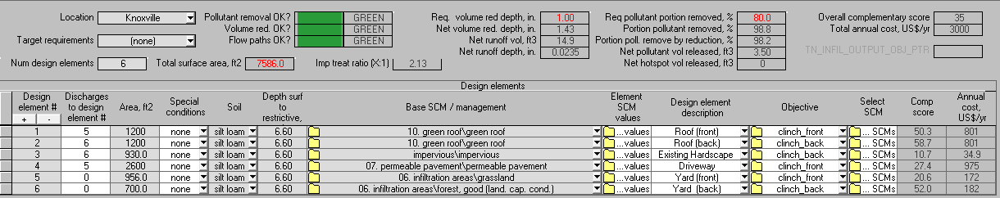 Location Knoxville Pollutant removal OK? GREEN Req. volume red depth, in. 1.00 Req pollutant portion removed, % 80.0 Overall complementary score 35
Volume red. OK? GREEN Net volume red. depth, in. 1.43 Portion pollutant removed, % 98.8 Total annual cost, US$/yr 3000
Target requirements (none) Flow paths OK? GREEN Net runoff vol, ft3 14.9 Portion poll. remove by reduction, % 98.2
Net runoff depth, in. 0.0235 Net pollutant vol released, ft3 3.50 TN_INFIL_OUTPUT_OBJ_PTR
Num design elements 6 Total surface area, ft2 7586.0 Imp treat ratio (X:1) 2.13 Net hotspot vol released, ft3 0
Design elements
Design element # + - Discharges to design element # Area, ft2 Special conditions Soil Depth surf to restrictive, Base SCM / management Element SCM values Design element description Objective Select SCM Comp score Annual cost, US$/yr
1 5 1200 none silt loam 6.60 10. green roof\green roof ...values Roof (front) clinch_front ... SCMs 50.3 801
2 6 1200 none silt loam 6.60 10. green roof\green roof ...values Roof (back) clinch_back ... SCMs 58.7 801
3 6 930.0 none silt loam 6.60 impervious\impervious ...values Existing Hardscape clinch_back ... SCMs 10.7 34.9
4 5 2600 none silt loam 6.60 07. permeable pavement\permeable pavement ...values Driveway clinch_front ... SCMs 27.4 975
5 0 956.0 none silt loam 6.60 06. infiltration areas\grassland ...values Yard (front) clinch_front ... SCMs 20.6 172
6 0 700.0 none silt loam 6.60 06. infiltration areas\forest, good (land. cap. cond.) ...values Yard (back) clinch_back ... SCMs 52.0 182